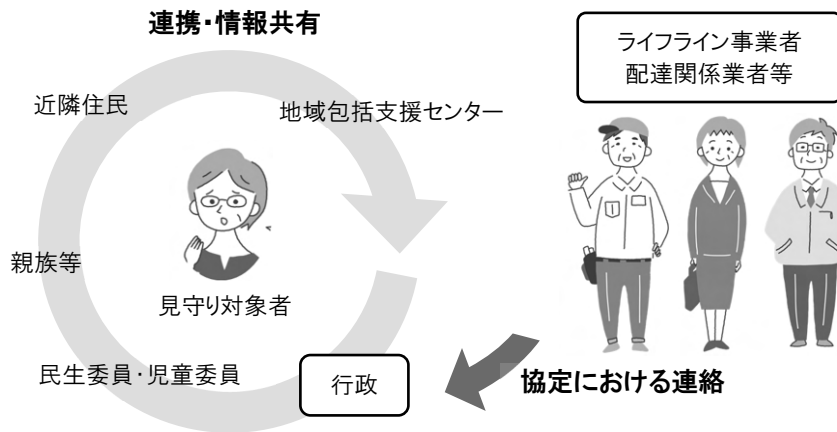 連携・情報共有
ライフライン事業者
配達関係業者等
近隣住民
地域包括支援センター
親族等
見守り対象者
民生委員・児童委員
行政
協定における連絡